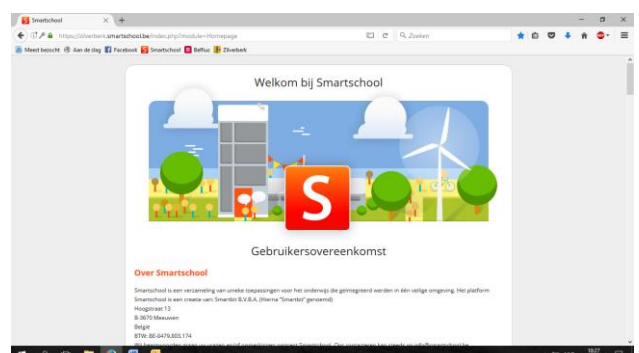 Smartschool
https://zilverberk.smartschool.be/index.php?module=Homepage
Zoeken
Meest bezocht Aan de slag Facebook Smartschool Belfius Zilverberk
Welkom bij Smartschool
S
Gebruikersovereenkomst
Over Smartschool
Smartschool is een verzameling van unieke toepassingen voor het onderwijs die geïntegreerd werden in één veilige omgeving. Het platform
Smartschool is een creatie van: Smartbit B.V.B.A. (Hierna "Smartbit" genoemd)
Hoogstraat 13
B-3670 Meeuwen
België
BTW: BE-0479.803.174
18:27